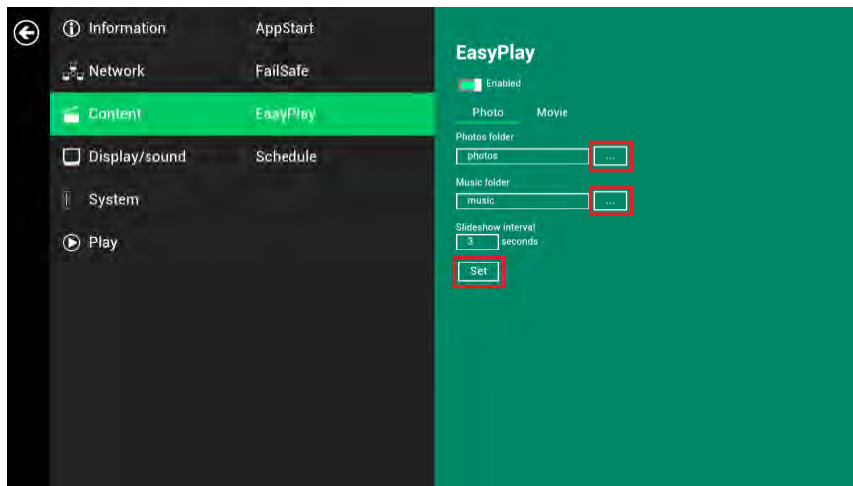 Information
AppStart
Network
FailSafe
Content
EasyPlay
Display/sound
Schedule
System
Play
EasyPlay
Enabled
Photo Movie
Photos folder
photos ...
Music folder
music ...
Slideshow interval
3 seconds
Set